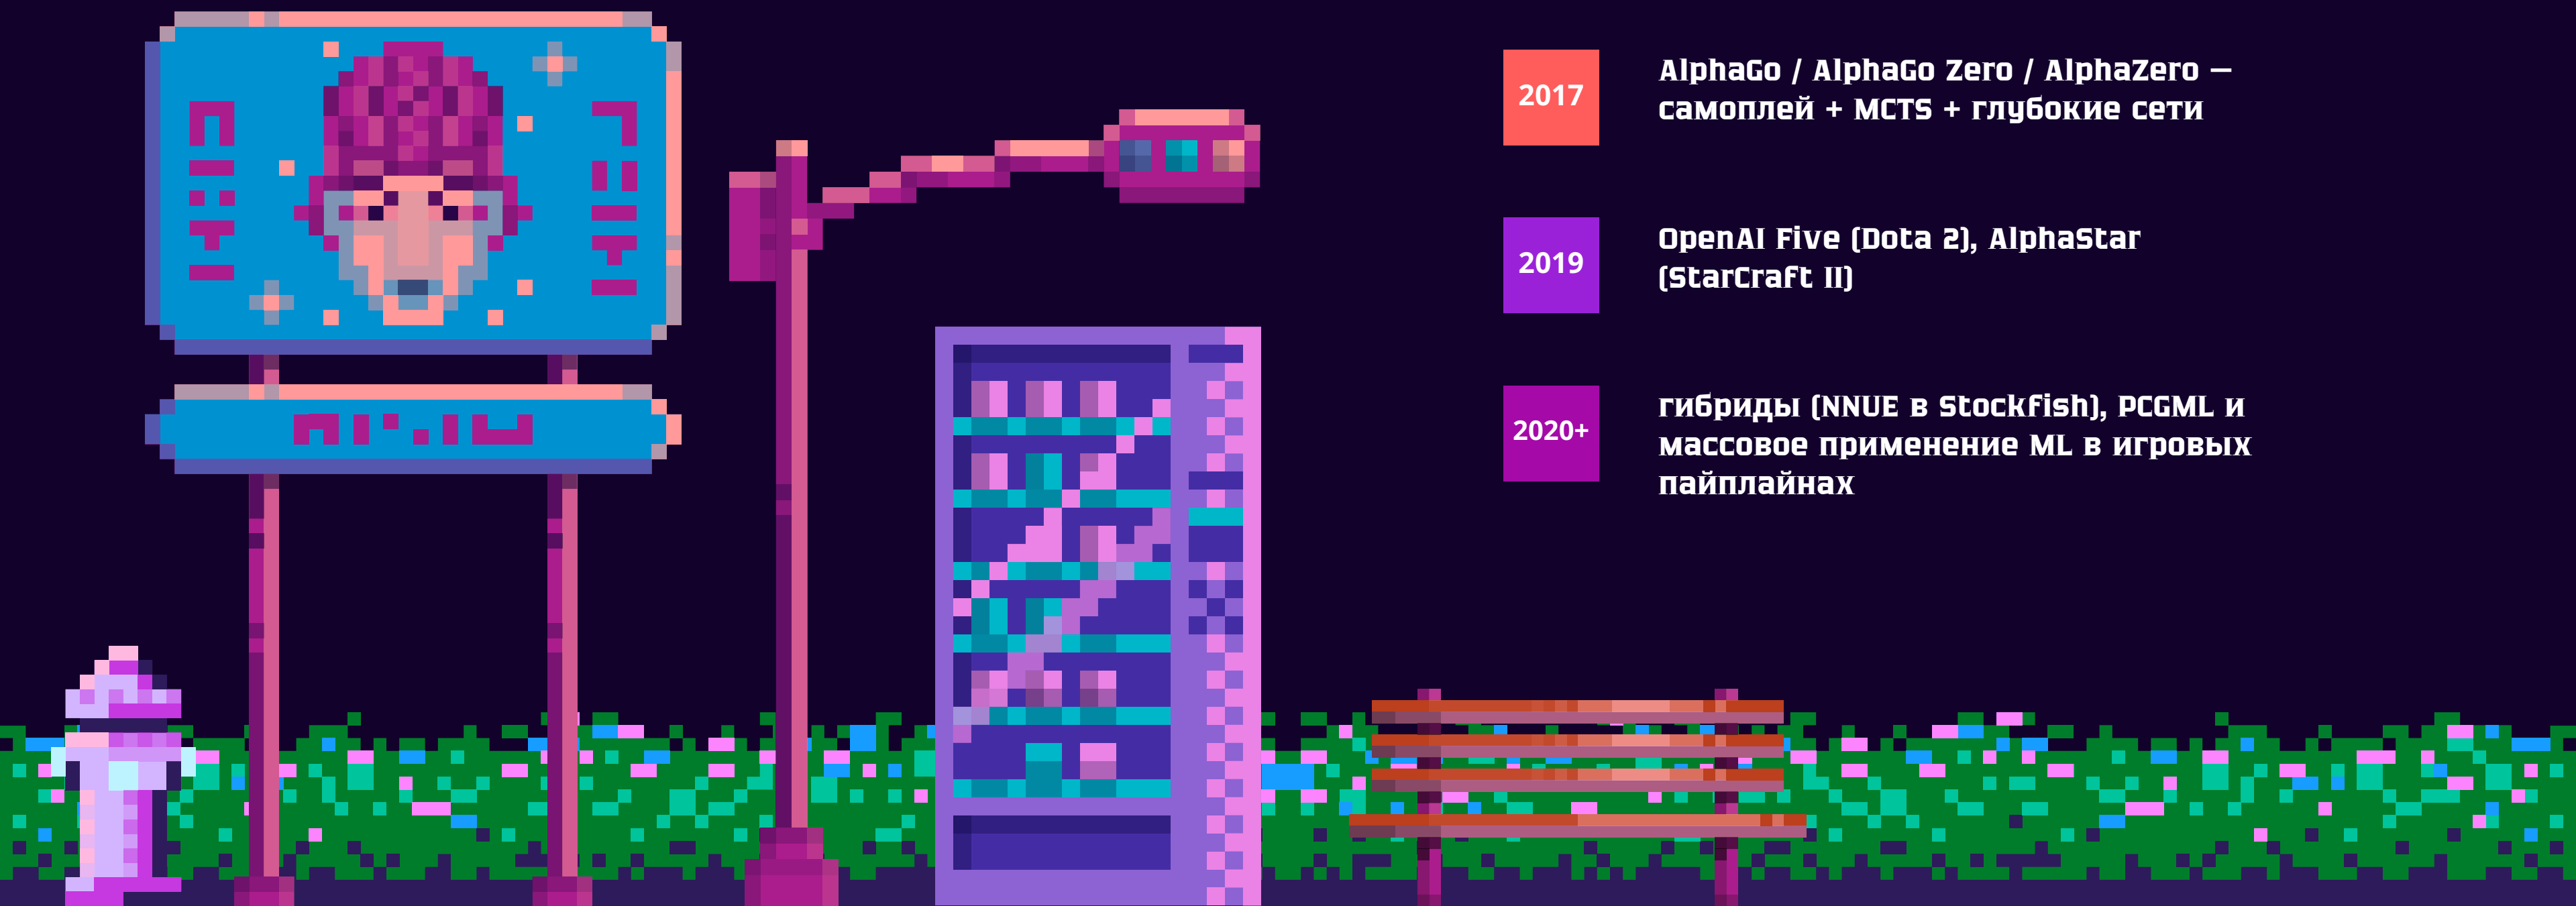 2017
AlphaGo / AlphaGo Zero / AlphaZero —
самоплей + MCTS + глубокие сети
2019
OpenAI Five (Dota 2), AlphaStar
(StarCraft II)
2020+
гибриды (NNUE в Stockfish), PCGML и
массовое применение ML в игровых
пайплайнах